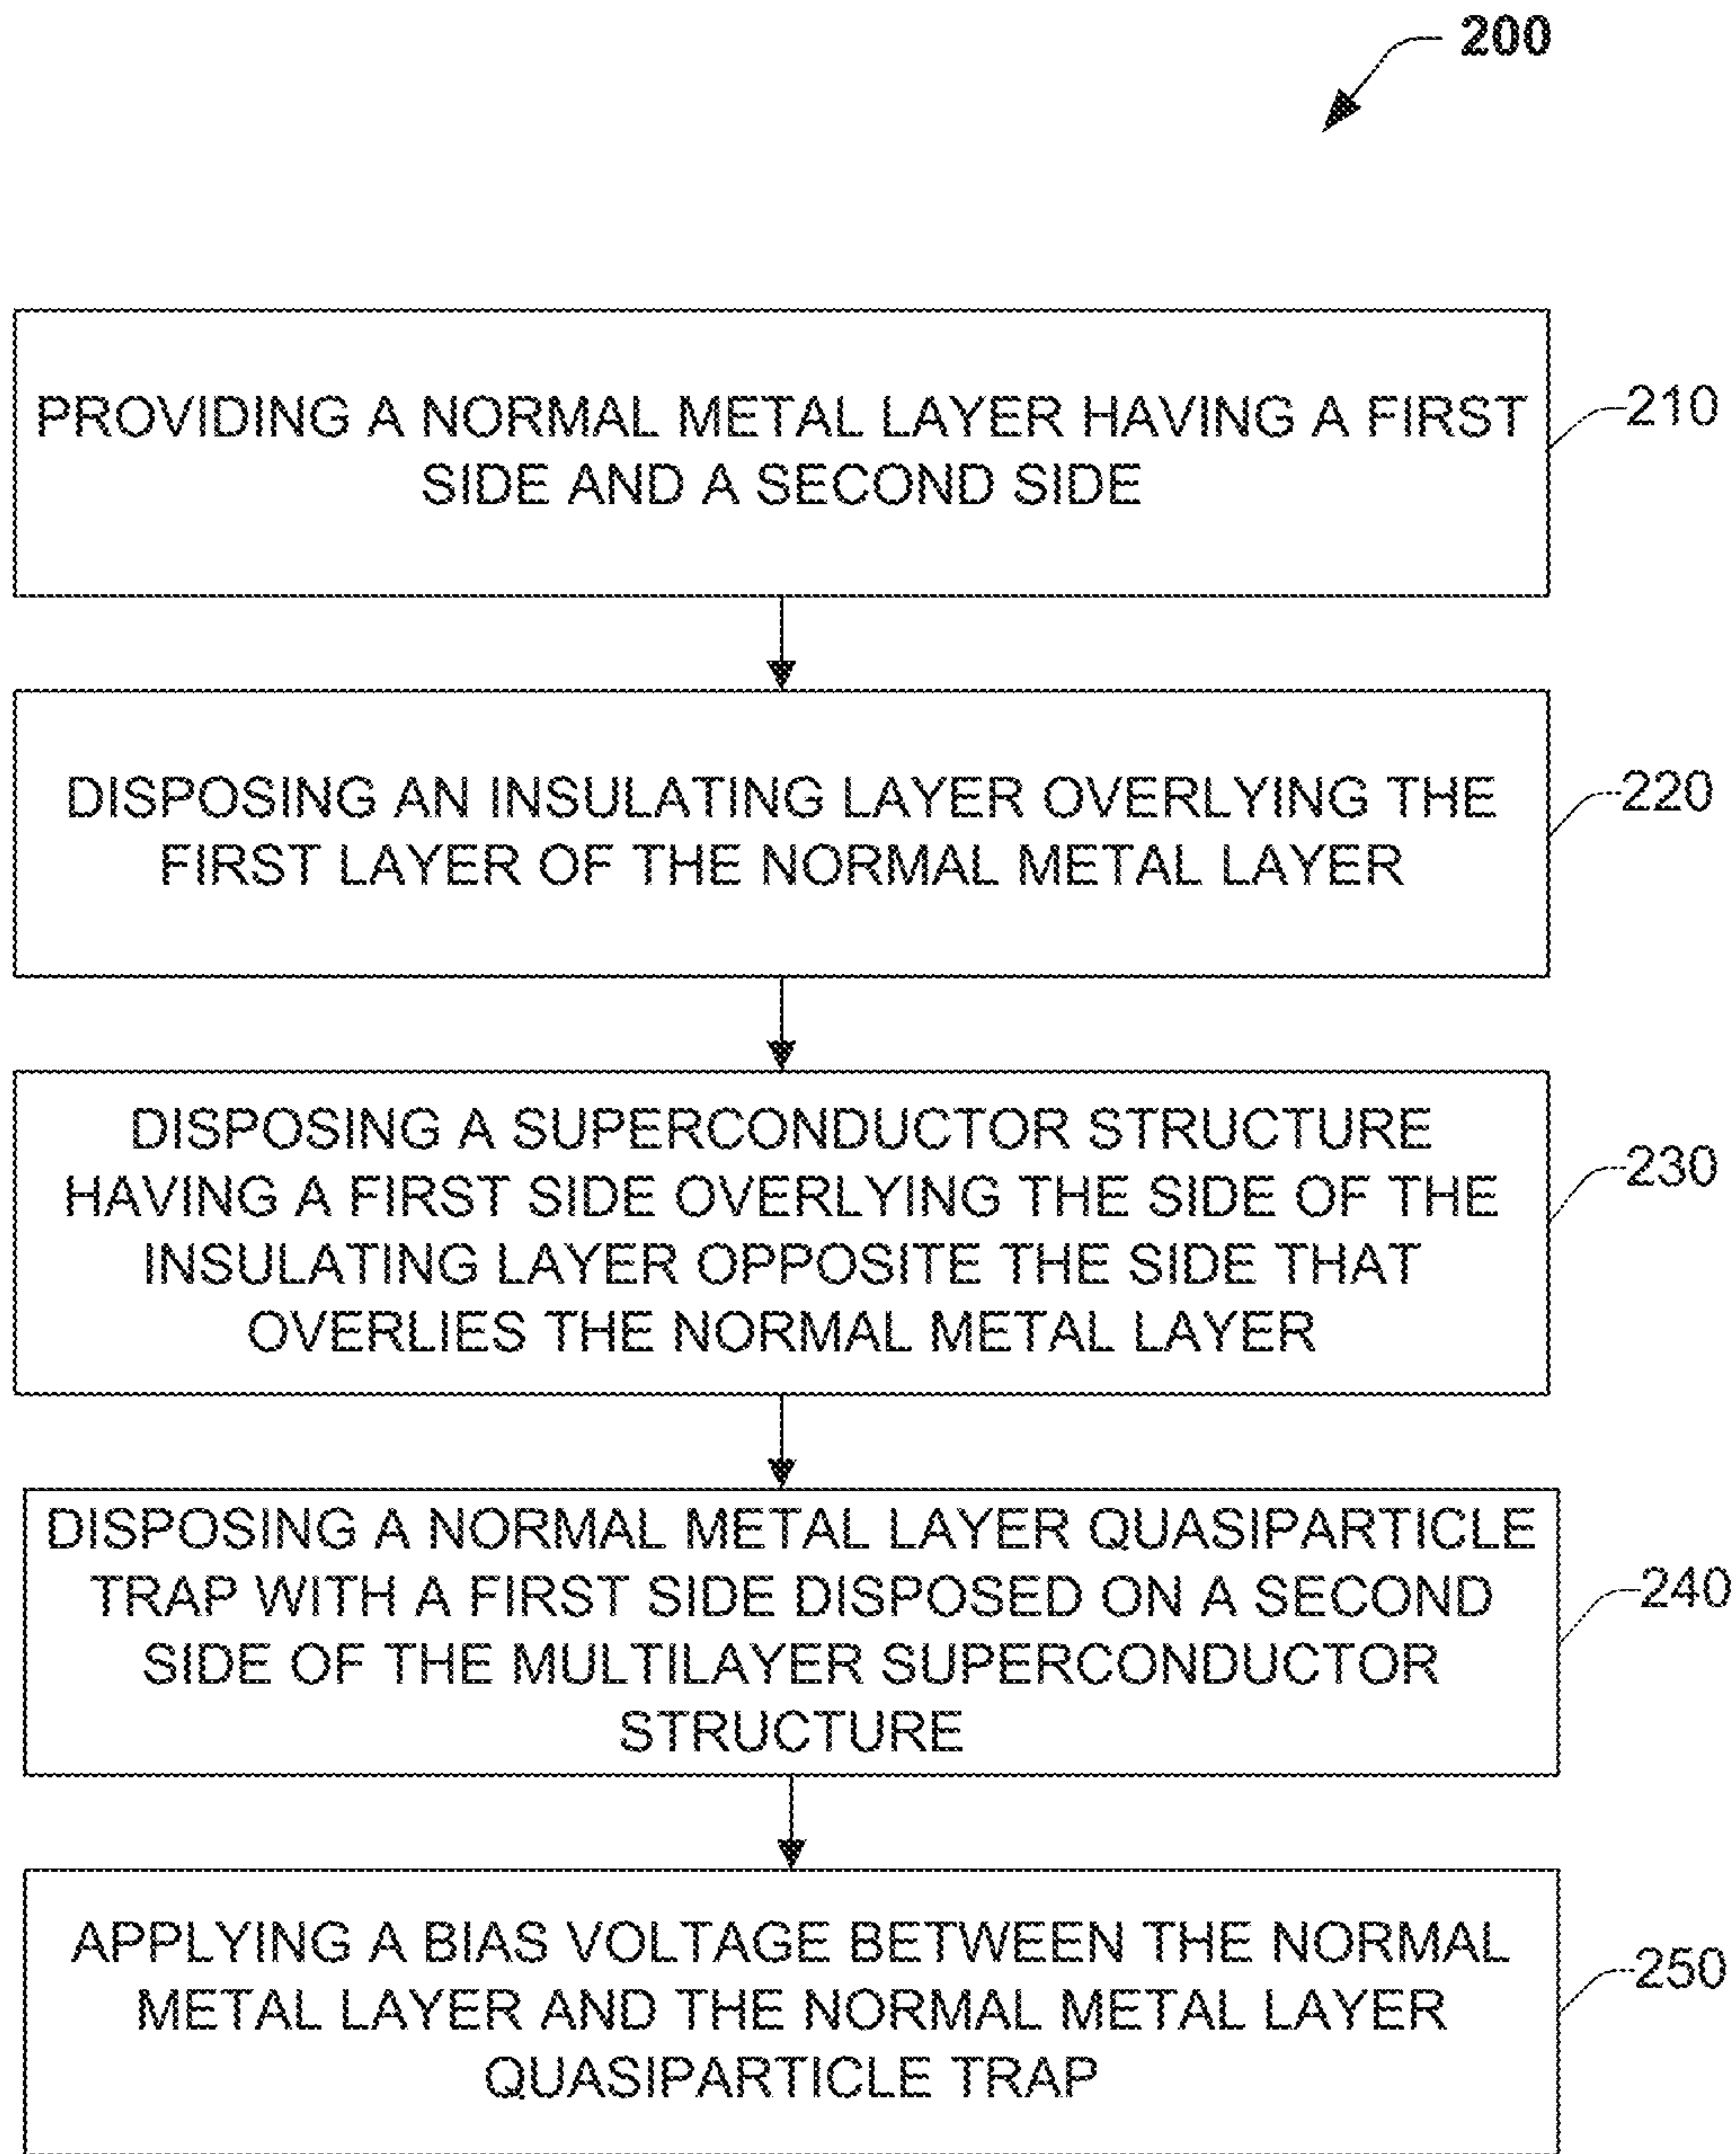 200
PROVIDING A NORMAL METAL LAYER HAVING A FIRST
SIDE AND A SECOND SIDE
210
DISPOSING AN INSULATING LAYER OVERLYING THE
FIRST LAYER OF THE NORMAL METAL LAYER
220
DISPOSING A SUPERCONDUCTOR STRUCTURE
HAVING A FIRST SIDE OVERLYING THE SIDE OF THE
INSULATING LAYER OPPOSITE THE SIDE THAT
OVERLIES THE NORMAL METAL LAYER
230
DISPOSING A NORMAL METAL LAYER QUASIPARTICLE
TRAP WITH A FIRST SIDE DISPOSED ON A SECOND
SIDE OF THE MULTILAYER SUPERCONDUCTOR
STRUCTURE
240
APPLYING A BIAS VOLTAGE BETWEEN THE NORMAL
METAL LAYER AND THE NORMAL METAL LAYER
QUASIPARTICLE TRAP
250